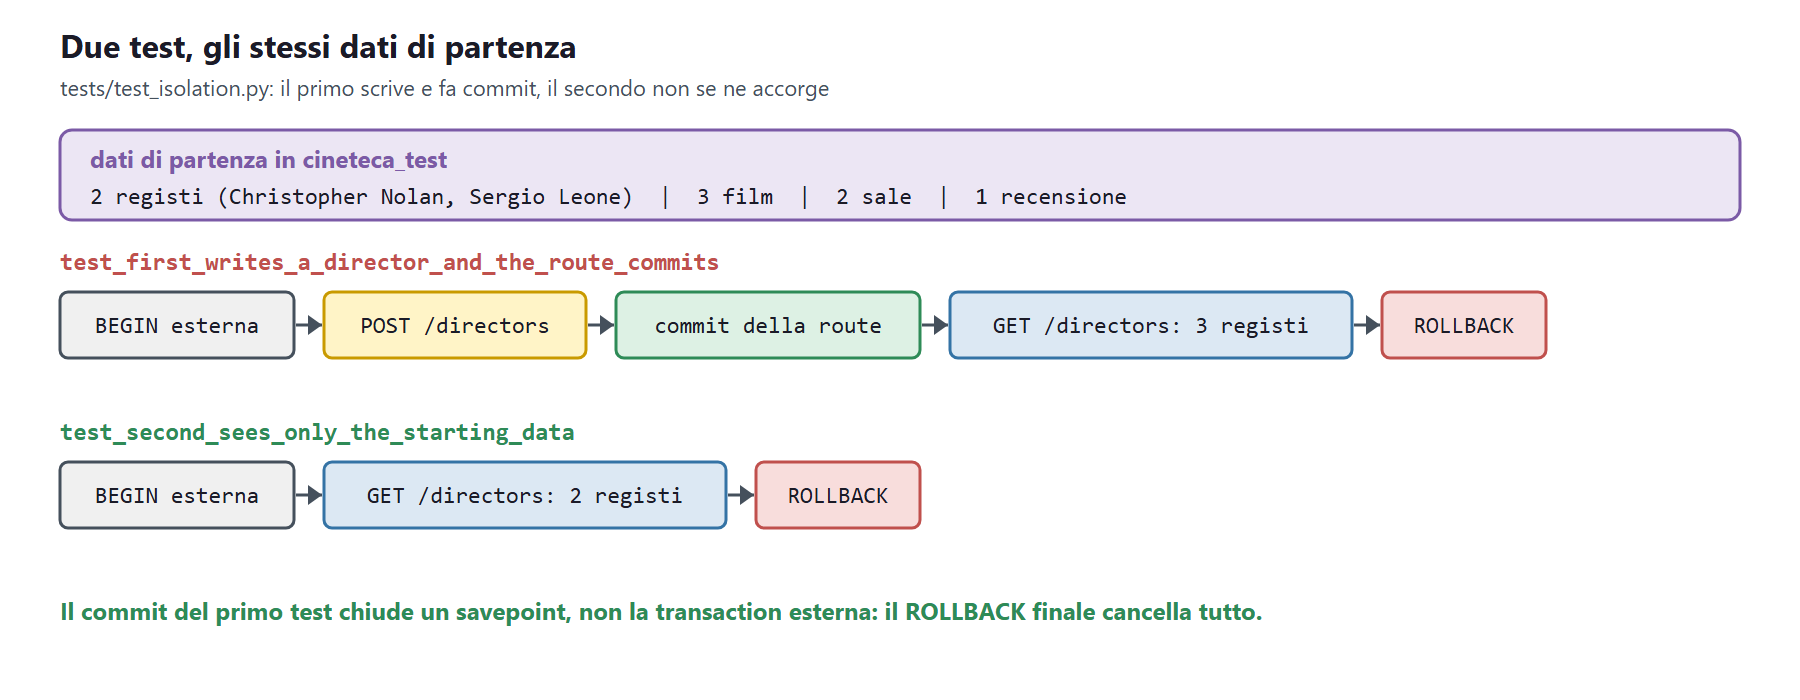 Due test, gli stessi dati di partenza
tests/test_isolation.py: il primo scrive e fa commit, il secondo non se ne accorge
dati di partenza in cineteca_test
2 registi (Christopher Nolan, Sergio Leone) | 3 film | 2 sale | 1 recensione
test_first_writes_a_director_and_the_route_commits
BEGIN esterna
POST /directors
commit della route
GET /directors: 3 registi
ROLLBACK
test_second_sees_only_the_starting_data
BEGIN esterna
GET /directors: 2 registi
ROLLBACK
Il commit del primo test chiude un savepoint, non la transaction esterna: il ROLLBACK finale cancella tutto.